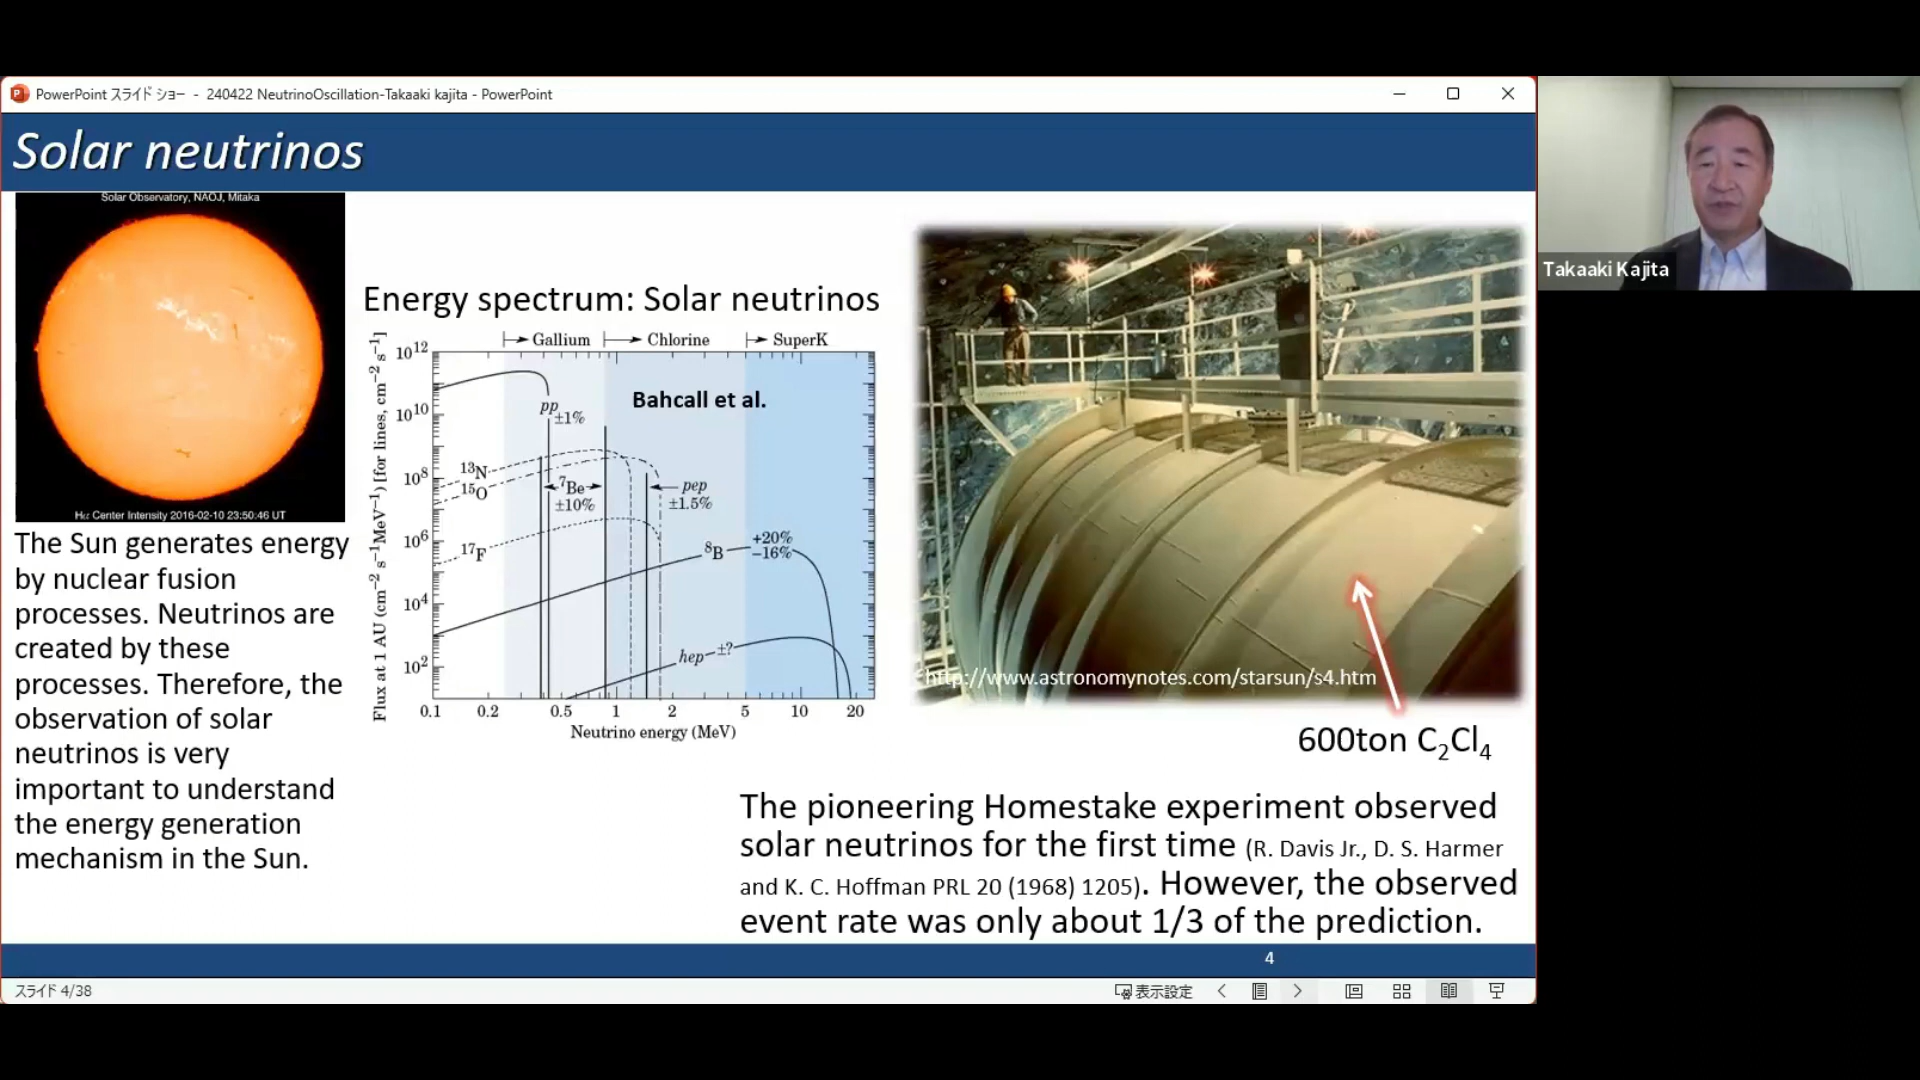 PowerPoint スライド ショー - 240422 NeutrinoOscillation-Takaaki kajita - PowerPoint
Solar neutrinos
Solar Observatory, NAOJ, Mitaka
Hα Center Intensity 2016-02-10 23:50:46 UT
The Sun generates energy
by nuclear fusion
processes. Neutrinos are
created by these
processes. Therefore, the
observation of solar
neutrinos is very
important to understand
the energy generation
mechanism in the Sun.
Energy spectrum: Solar neutrinos
Gallium
Chlorine
SuperK
Flux at 1 AU (cm⁻² s⁻¹MeV⁻¹) [for lines, cm⁻² s⁻¹]
10¹²
10¹⁰
10⁸
10⁶
10⁴
10²
Bahcall et al.
pp
±1%
¹³N
¹⁵O
⁷Be
±10%
pep
±1.5%
¹⁷F
⁸B
+20%
−16%
hep
±?
0.1 0.2 0.5 1 2 5 10 20
Neutrino energy (MeV)
http://www.astronomynotes.com/starsun/s4.htm
600ton C₂Cl₄
The pioneering Homestake experiment observed
solar neutrinos for the first time (R. Davis Jr., D. S. Harmer
and K. C. Hoffman PRL 20 (1968) 1205). However, the observed
event rate was only about 1/3 of the prediction.
4
スライド 4/38
表示設定
Takaaki Kajita